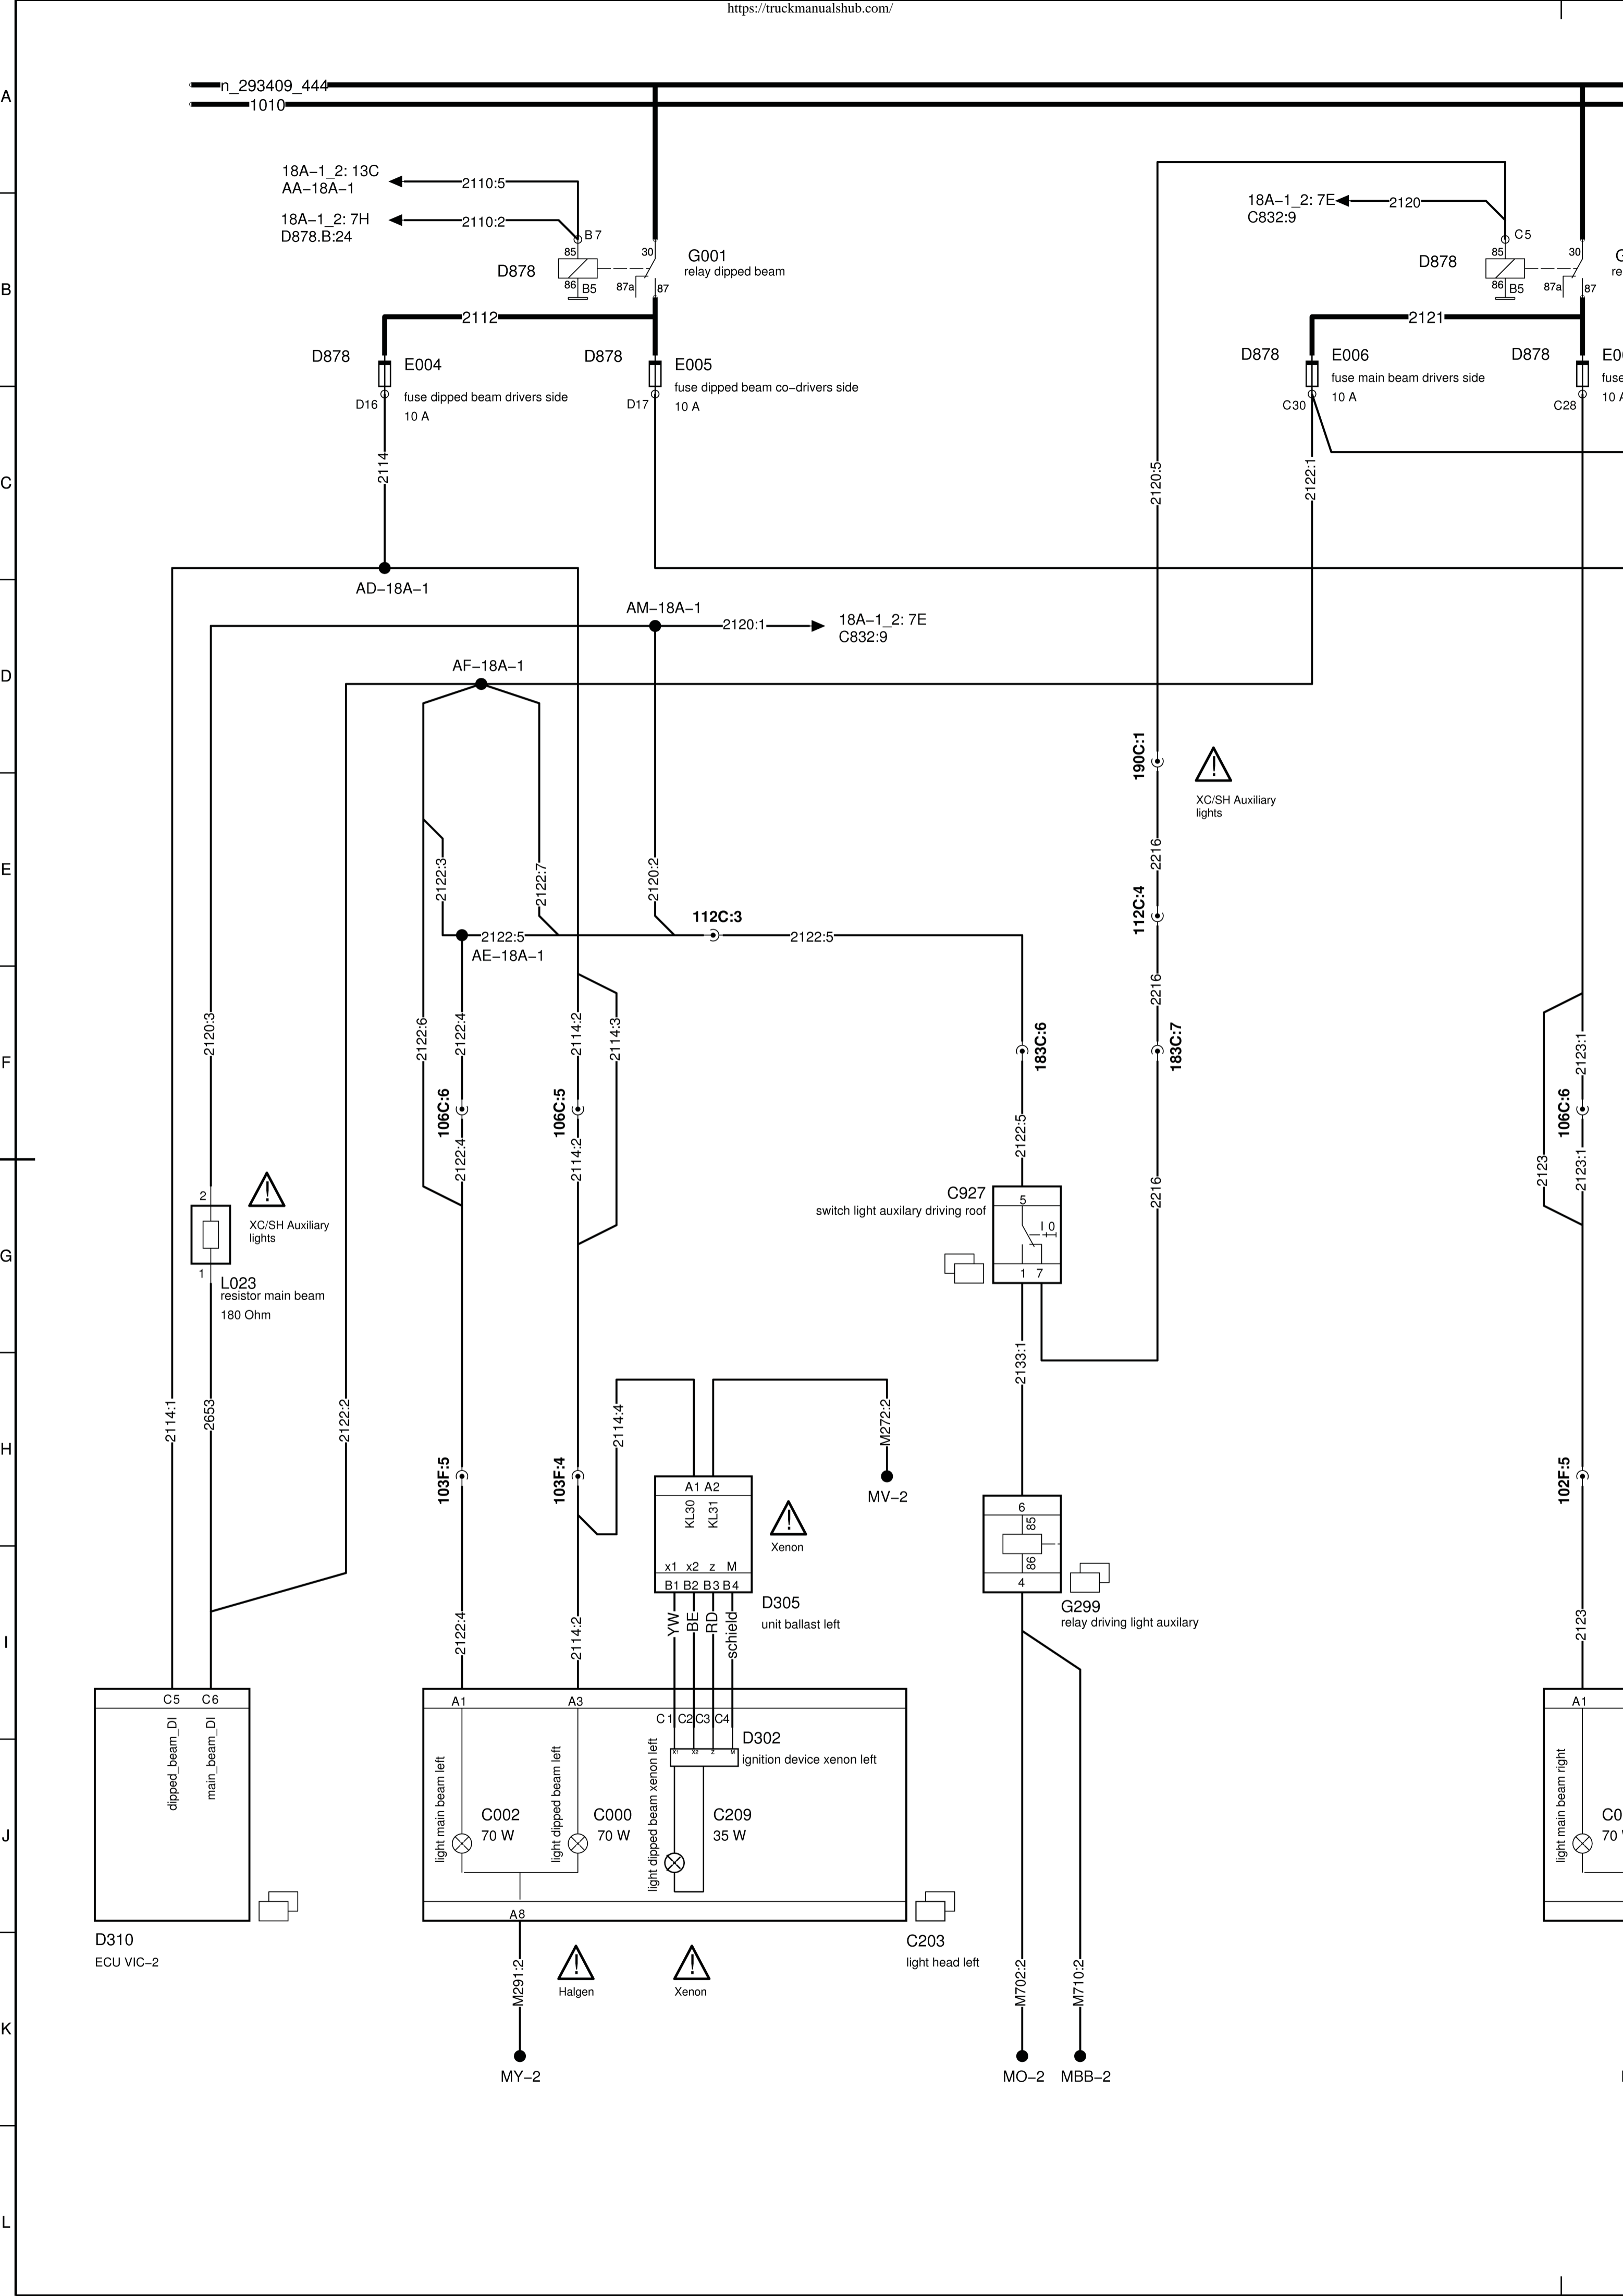 https://truckmanualshub.com/
A
n_293409_444
1010
18A–1_2: 13C
AA–18A–1
2110:5
18A–1_2: 7H
D878.B:24
2110:2
B7
85
30
D878
G001
relay dipped beam
86
B5
87a
87
B
2112
D878
E004
fuse dipped beam drivers side
10 A
D16
D878
E005
fuse dipped beam co–drivers side
10 A
D17
18A–1_2: 7E
C832:9
2120
C5
85
30
D878
86
B5
87a
87
2121
D878
E006
fuse main beam drivers side
10 A
C30
D878
C28
C
2114
2120:5
2122:1
AD–18A–1
AM–18A–1
2120:1
18A–1_2: 7E
C832:9
D
AF–18A–1
190C:1
XC/SH Auxiliary
lights
E
2122:3
2122:7
2120:2
2216
112C:3
112C:4
2122:5
2122:5
AE–18A–1
F
2120:3
2122:6
2122:4
2114:2
2114:3
183C:6
2216
183C:7
2123:1
106C:6
106C:5
106C:6
2122:4
2114:2
2122:5
2123
2123:1
2216
G
2
XC/SH Auxiliary
lights
1
L023
resistor main beam
180 Ohm
C927
switch light auxilary driving roof
5
I 0
1 7
2133:1
H
2114:1
2653
2122:2
2114:4
M272:2
103F:5
103F:4
102F:5
A1 A2
KL30
KL31
MV–2
Xenon
x1 x2 z M
B1 B2 B3 B4
D305
unit ballast left
6
85
86
4
G299
relay driving light auxilary
I
2122:4
2114:2
YW
BE
RD
schield
2123
C5 C6
dipped_beam_DI
main_beam_DI
A1
A3
C1 C2 C3 C4
D302
X1 X2 Z M
ignition device xenon left
A1
J
light main beam left
C002
70 W
light dipped beam left
C000
70 W
light dipped beam xenon left
C209
35 W
light main beam right
A8
D310
ECU VIC–2
C203
light head left
M291:2
Halgen
Xenon
M702:2
M710:2
K
MY–2
MO–2
MBB–2
L